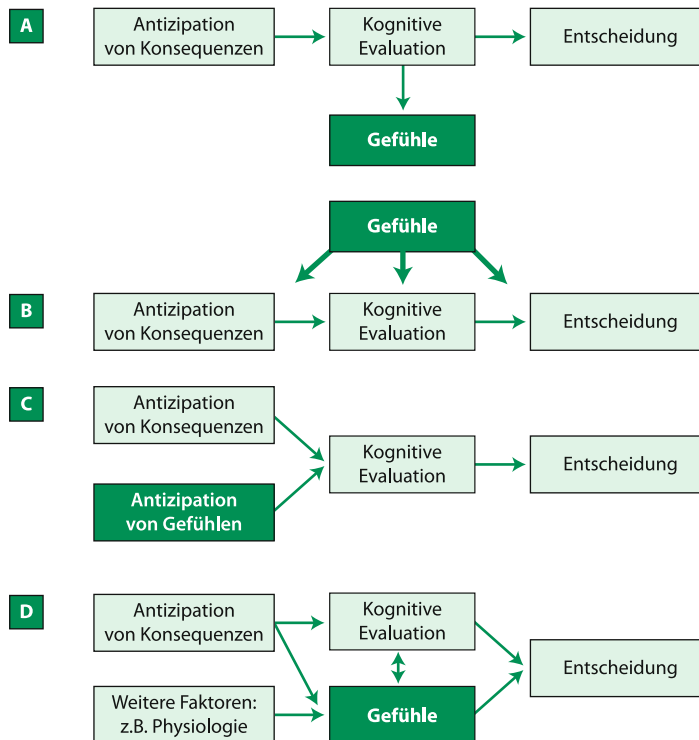 A
Antizipation
von Konsequenzen
Kognitive
Evaluation
Entscheidung
Gefühle
Gefühle
B
Antizipation
von Konsequenzen
Kognitive
Evaluation
Entscheidung
C
Antizipation
von Konsequenzen
Kognitive
Evaluation
Entscheidung
Antizipation
von Gefühlen
D
Antizipation
von Konsequenzen
Kognitive
Evaluation
Entscheidung
Weitere Faktoren:
z.B. Physiologie
Gefühle